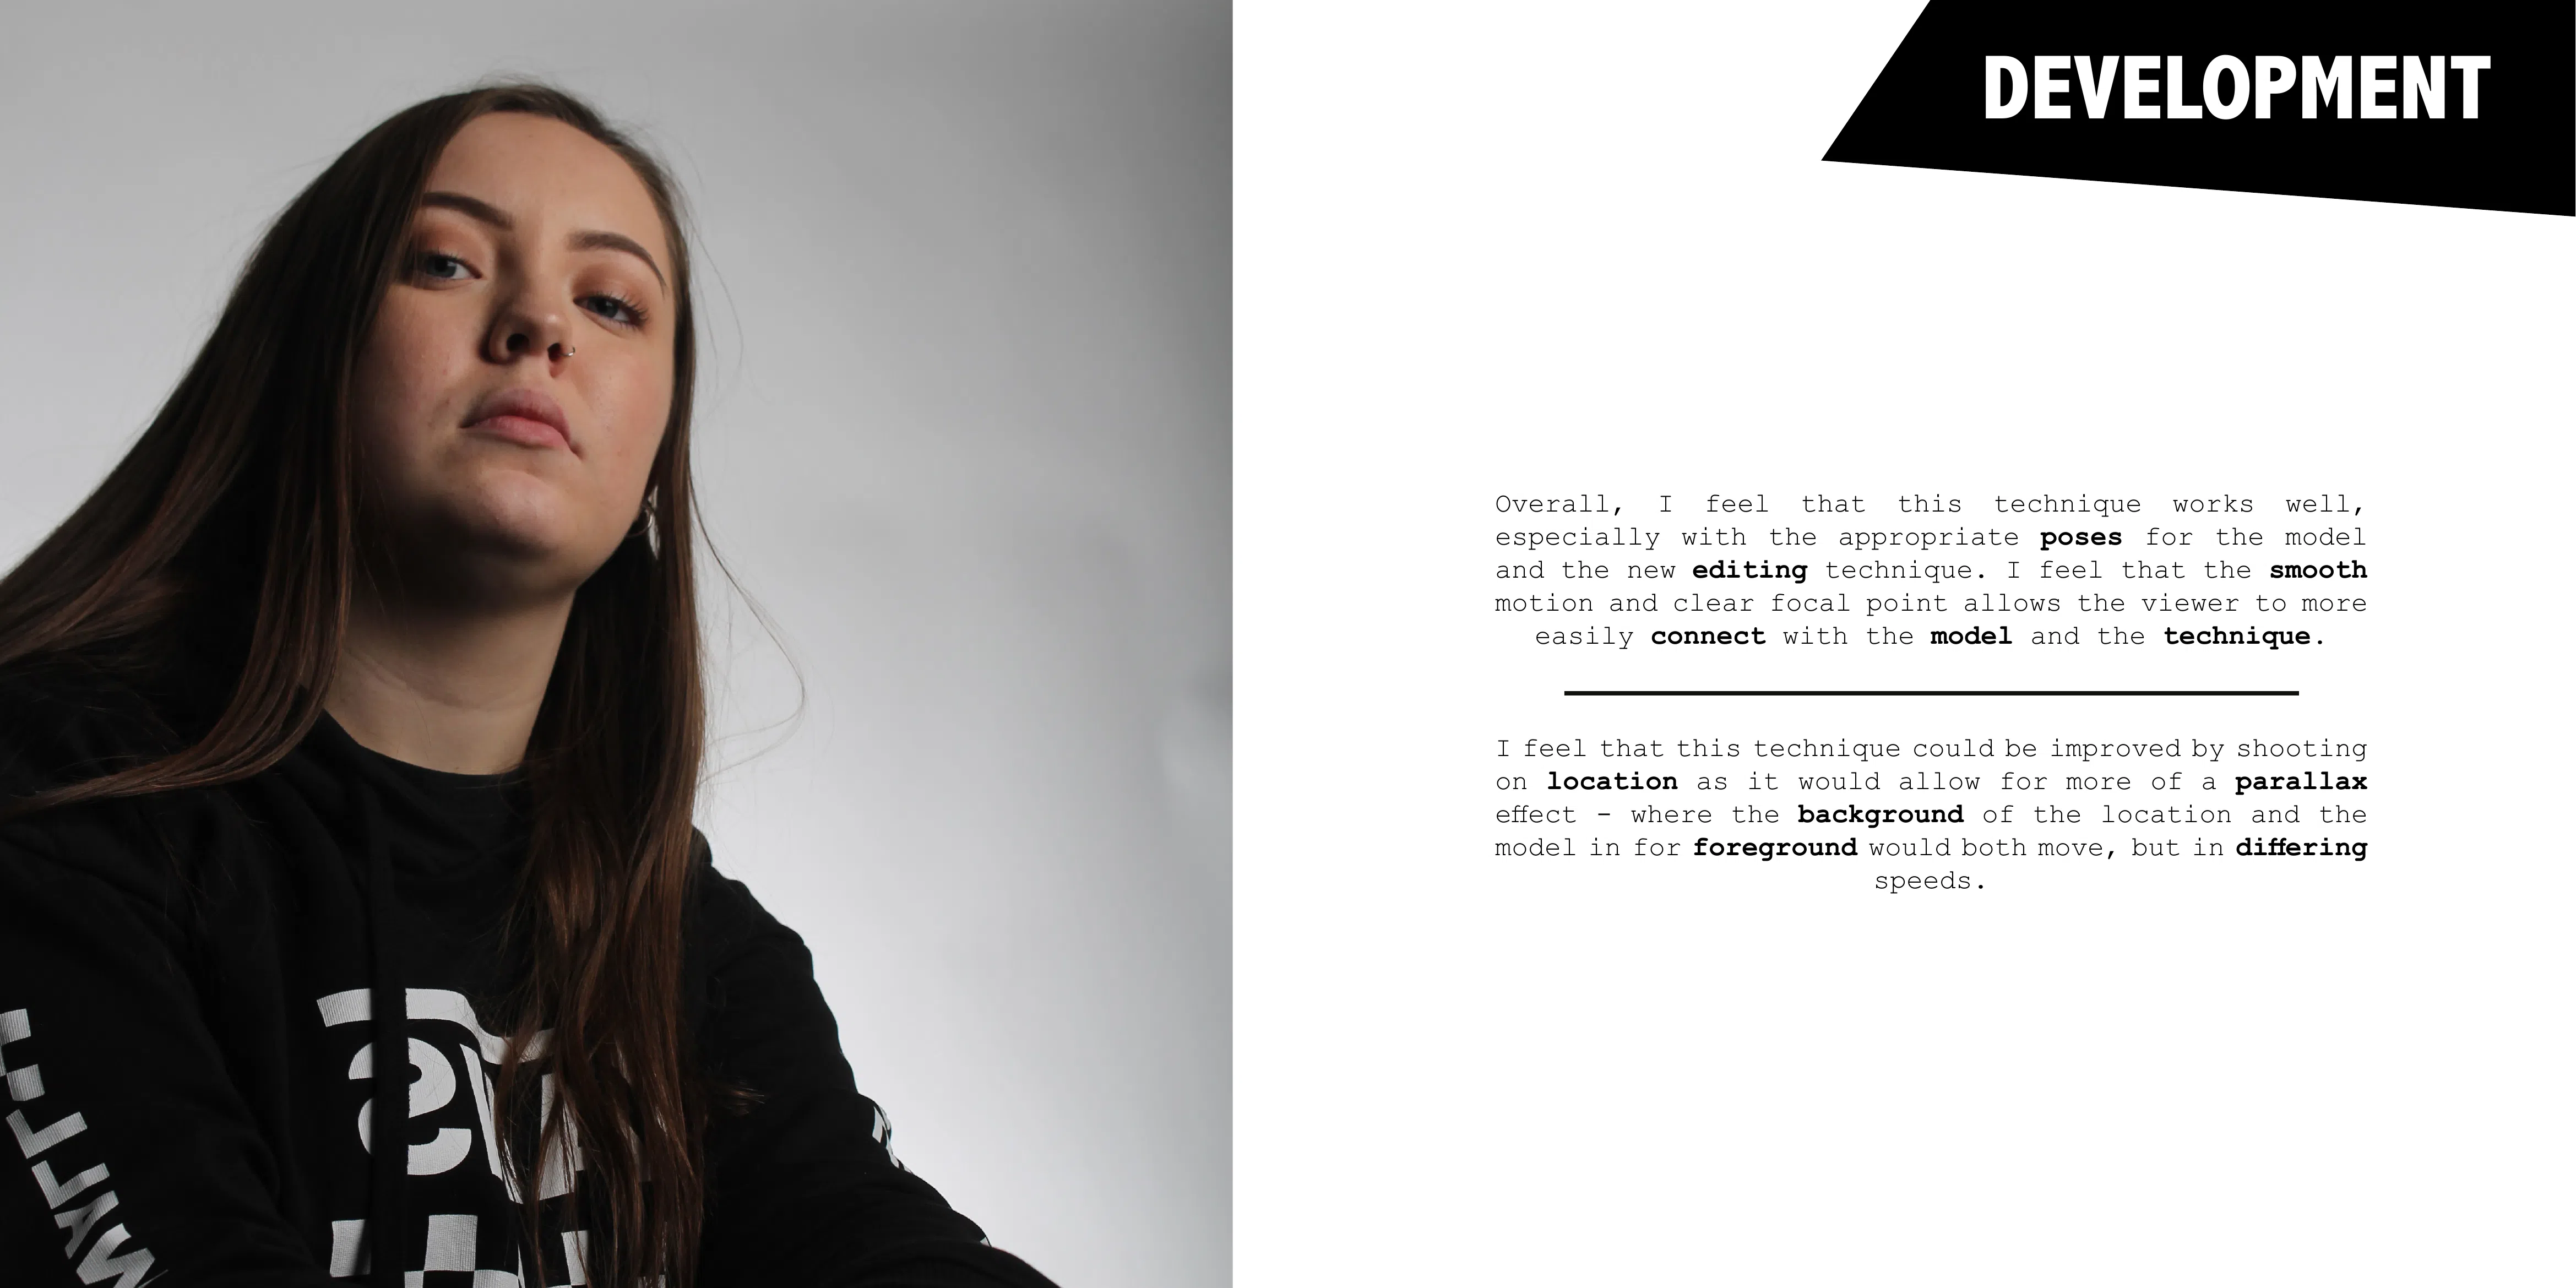 DEVELOPMENT
Overall, I feel that this technique works well,
especially with the appropriate poses for the model
and the new editing technique. I feel that the smooth
motion and clear focal point allows the viewer to more
easily connect with the model and the technique.
I feel that this technique could be improved by shooting
on location as it would allow for more of a parallax
effect - where the background of the location and the
model in for foreground would both move, but in differing
speeds.